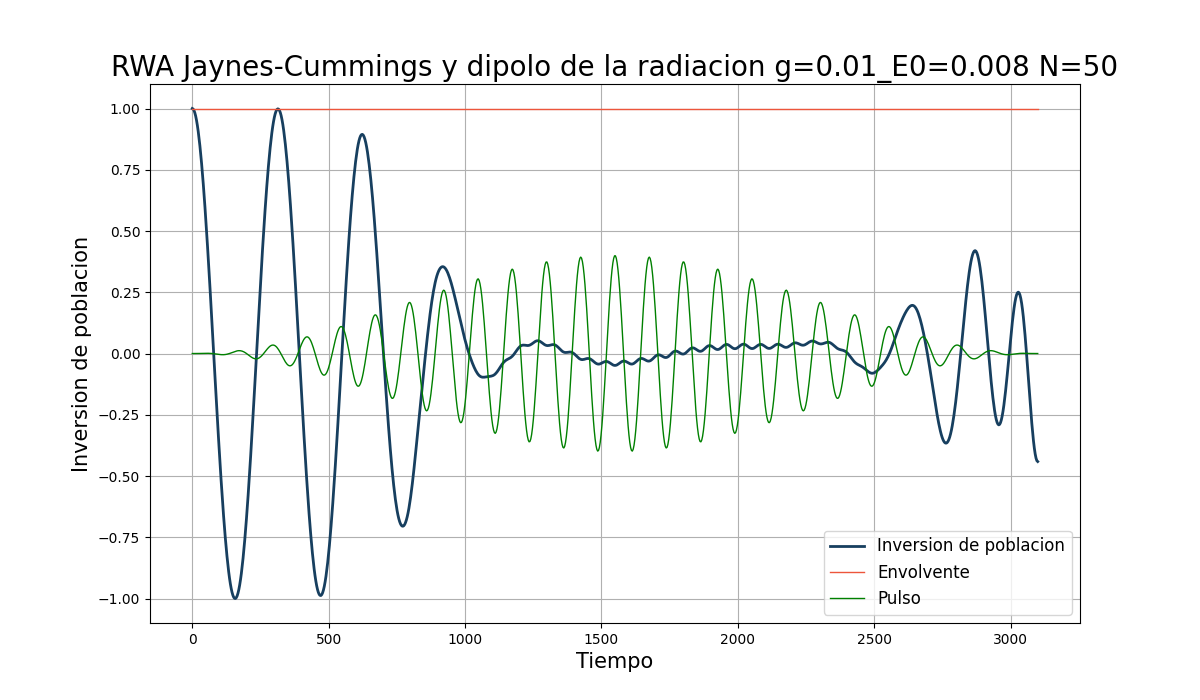 RWA Jaynes-Cummings y dipolo de la radiacion g=0.01_E0=0.008 N=50
1.00
0.75
0.50
0.25
0.00
−0.25
−0.50
−0.75
−1.00
Inversion de poblacion
Inversion de poblacion
Envolvente
Pulso
0 500 1000 1500 2000 2500 3000
Tiempo